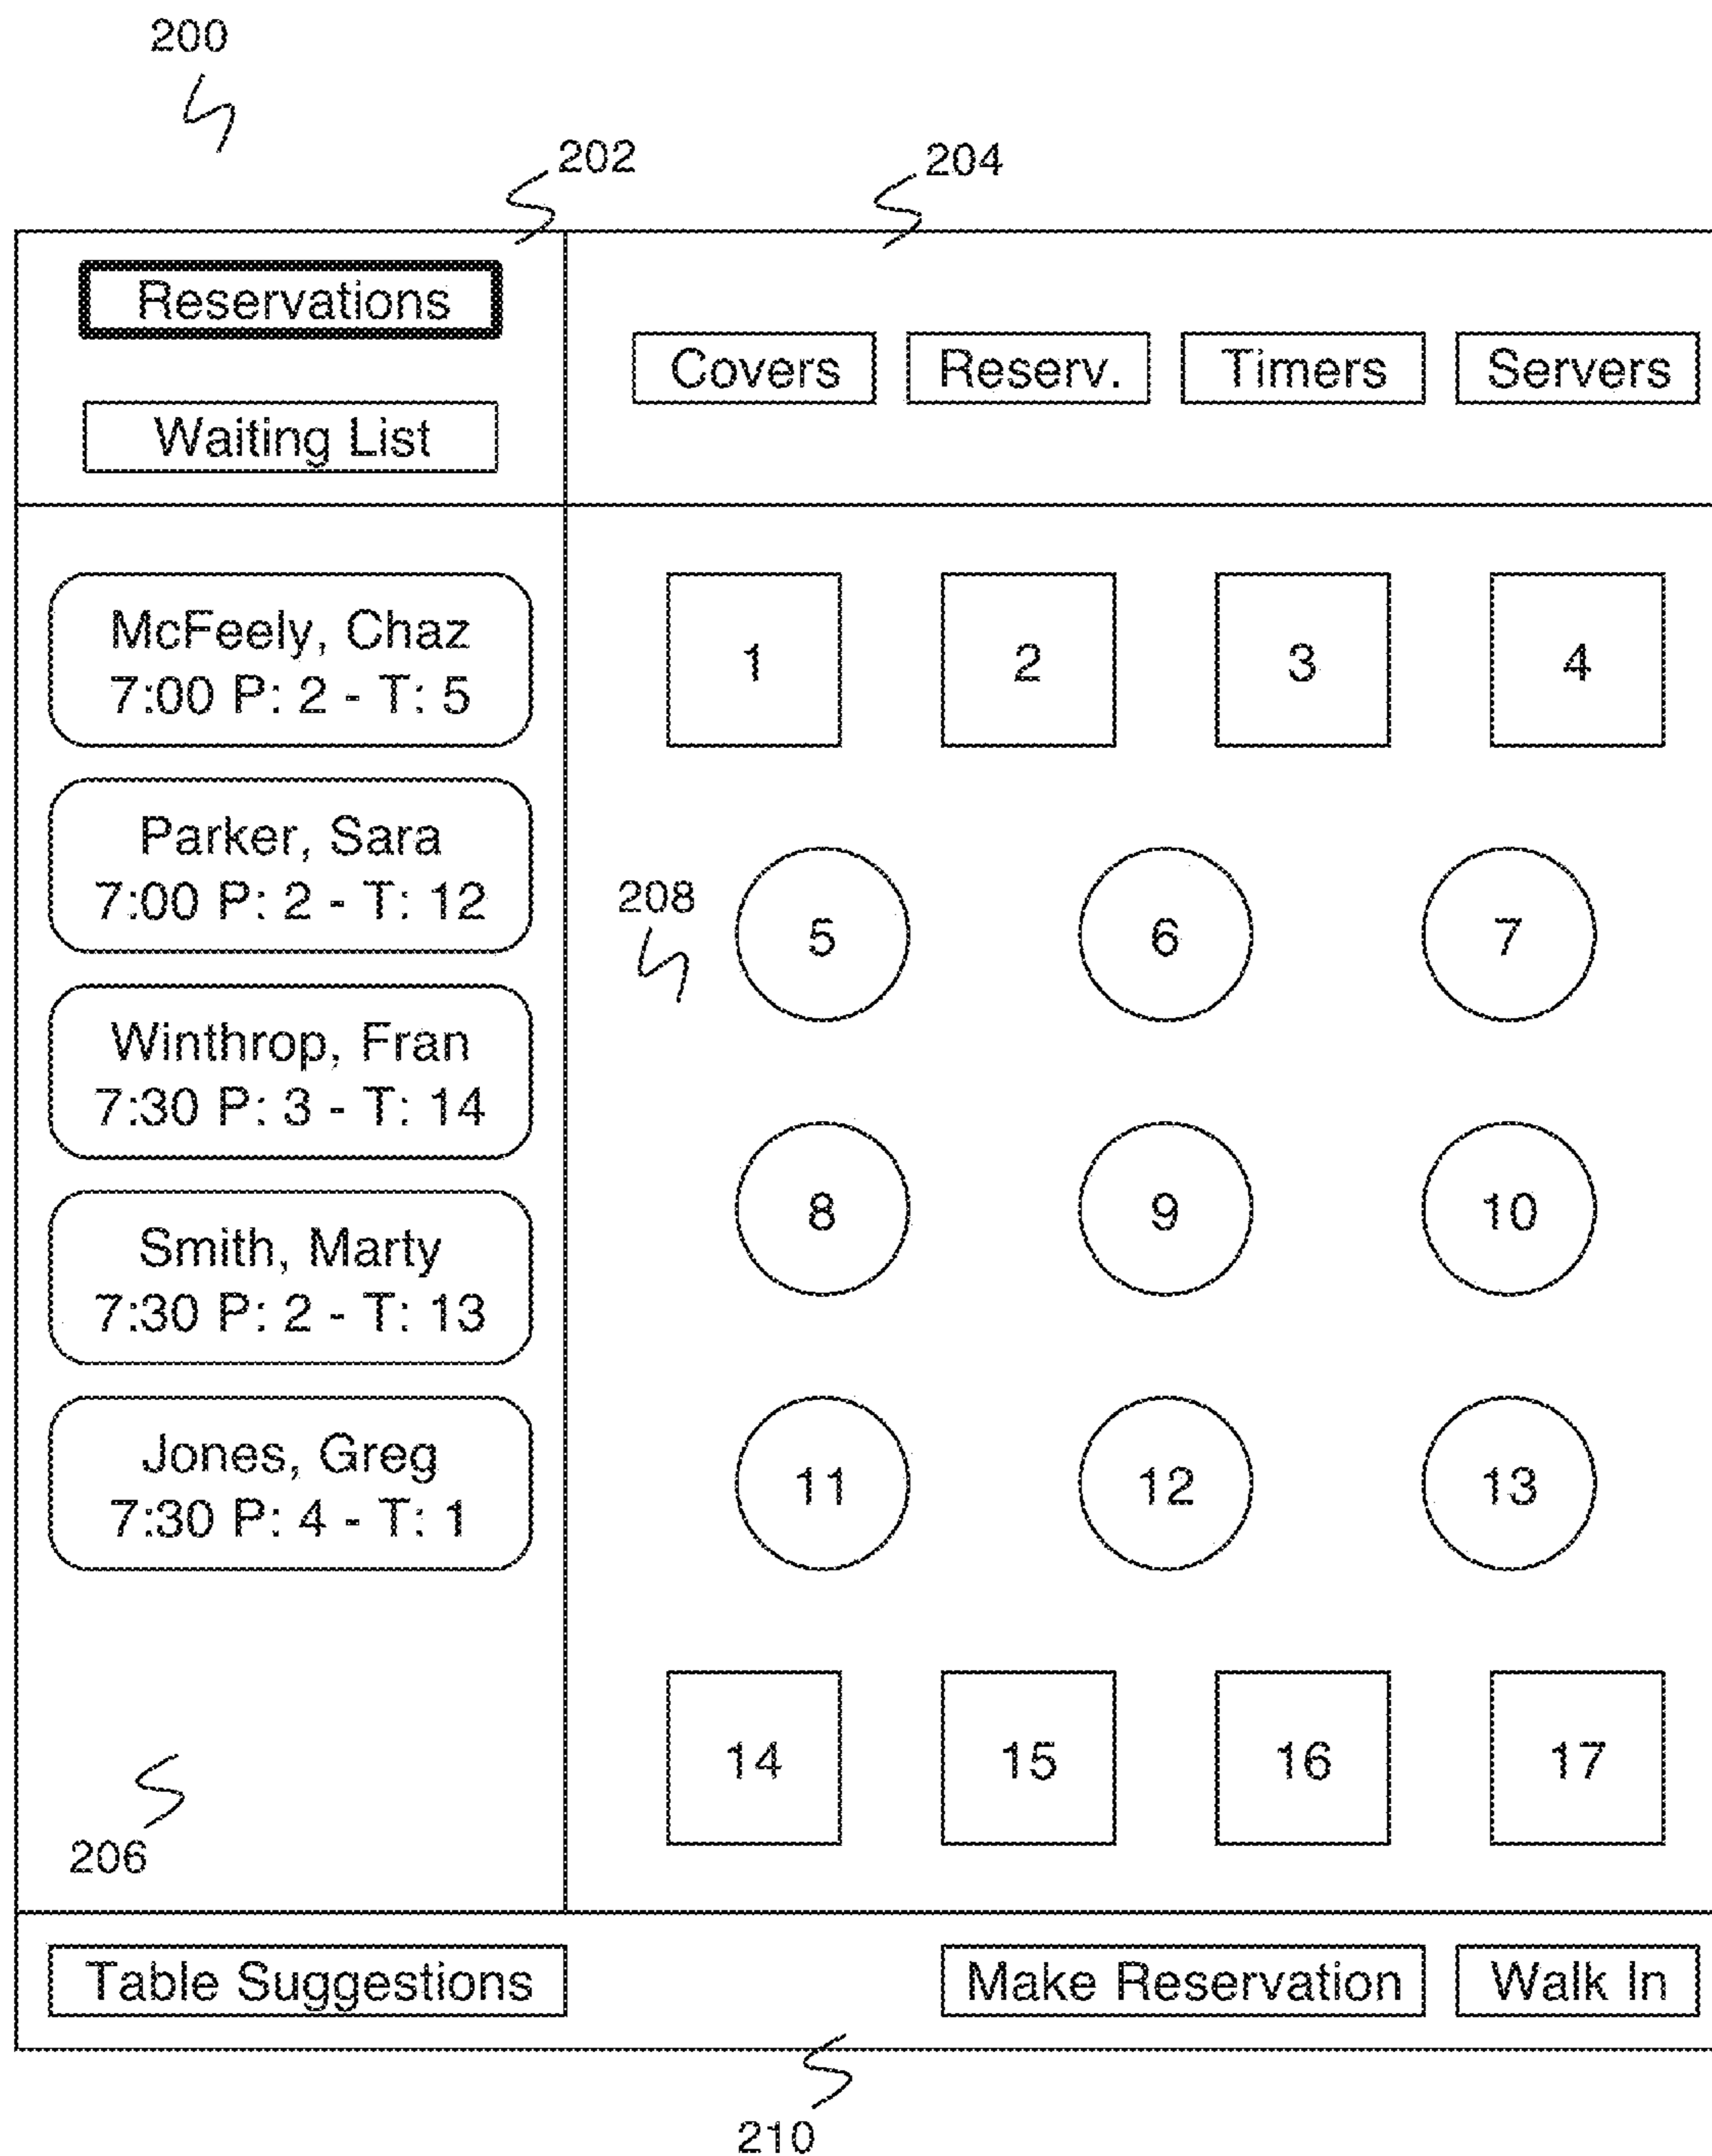 200
202
204
Reservations
Waiting List
Covers Reserv. Timers Servers
McFeely, Chaz
7:00 P: 2 - T: 5
Parker, Sara
7:00 P: 2 - T: 12
Winthrop, Fran
7:30 P: 3 - T: 14
Smith, Marty
7:30 P: 2 - T: 13
Jones, Greg
7:30 P: 4 - T: 1
206
1 2 3 4
208
5 6 7
8 9 10
11 12 13
14 15 16 17
Table Suggestions Make Reservation Walk In
210